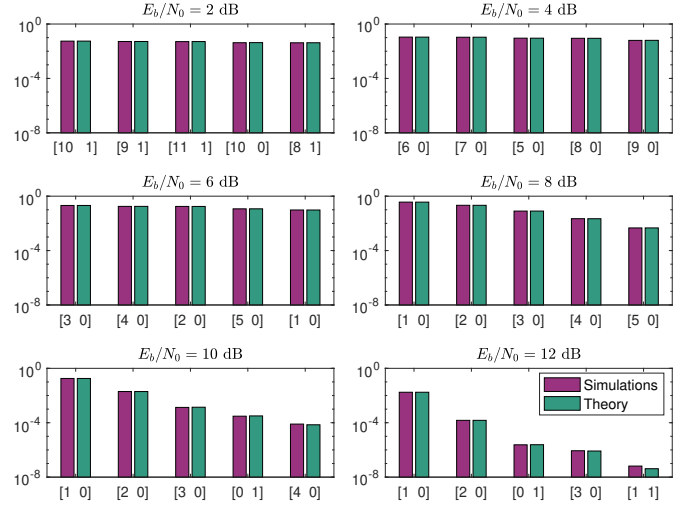 E_b/N_0 = 2 dB
10^0
10^-4
10^-8
[10 1] [9 1] [11 1] [10 0] [8 1]
E_b/N_0 = 4 dB
10^0
10^-4
10^-8
[6 0] [7 0] [5 0] [8 0] [9 0]
E_b/N_0 = 6 dB
10^0
10^-4
10^-8
[3 0] [4 0] [2 0] [5 0] [1 0]
E_b/N_0 = 8 dB
10^0
10^-4
10^-8
[1 0] [2 0] [3 0] [4 0] [5 0]
E_b/N_0 = 10 dB
10^0
10^-4
10^-8
[1 0] [2 0] [3 0] [0 1] [4 0]
E_b/N_0 = 12 dB
10^0
10^-4
10^-8
Simulations
Theory
[1 0] [2 0] [0 1] [3 0] [1 1]